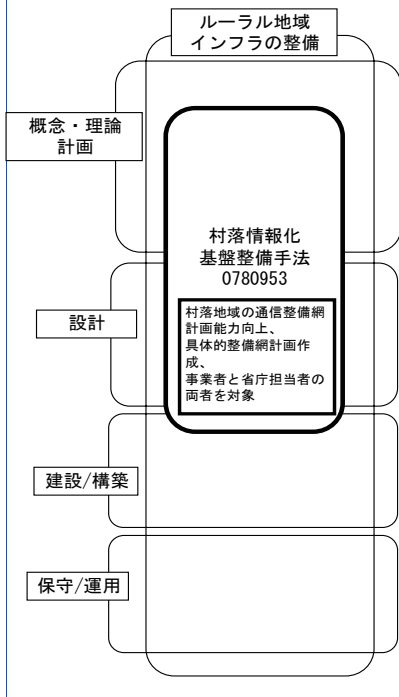 ルーラル地域
インフラの整備
概念・理論
計画
村落情報化
基盤整備手法
0780953
村落地域の通信整備網
計画能力向上、
具体的整備網計画作
成、
事業者と省庁担当者の
両者を対象
設計
建設/構築
保守/運用